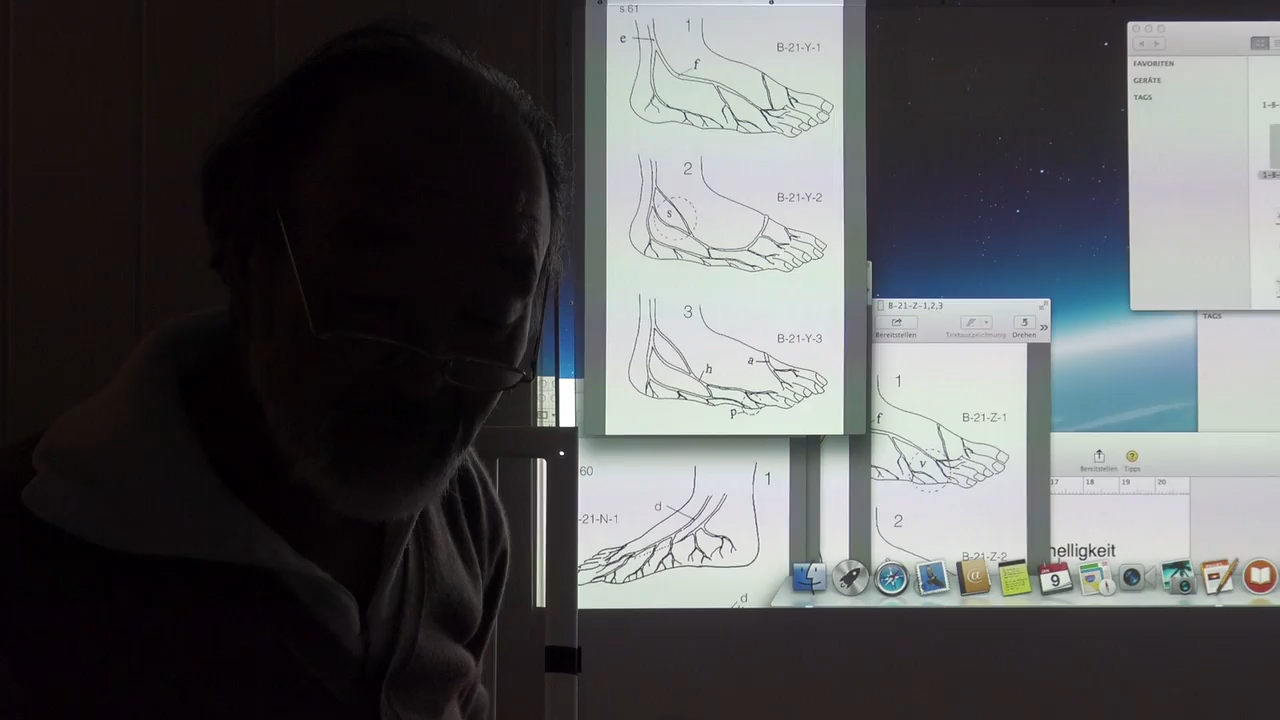 s.61
1
e
f
B-21-Y-1
2
s
B-21-Y-2
3
B-21-Y-3
a
h
p
FAVORITEN
GERÄTE
TAGS
TAGS
B-21-Z-1,2,3
Bereitstellen
Textauszeichnung
Drehen
1
f
B-21-Z-1
v
2
B-21-Z-2
60
1
-21-N-1
d
d
Bereitstellen
Tipps
17 18 19 20
nelligkeit
9